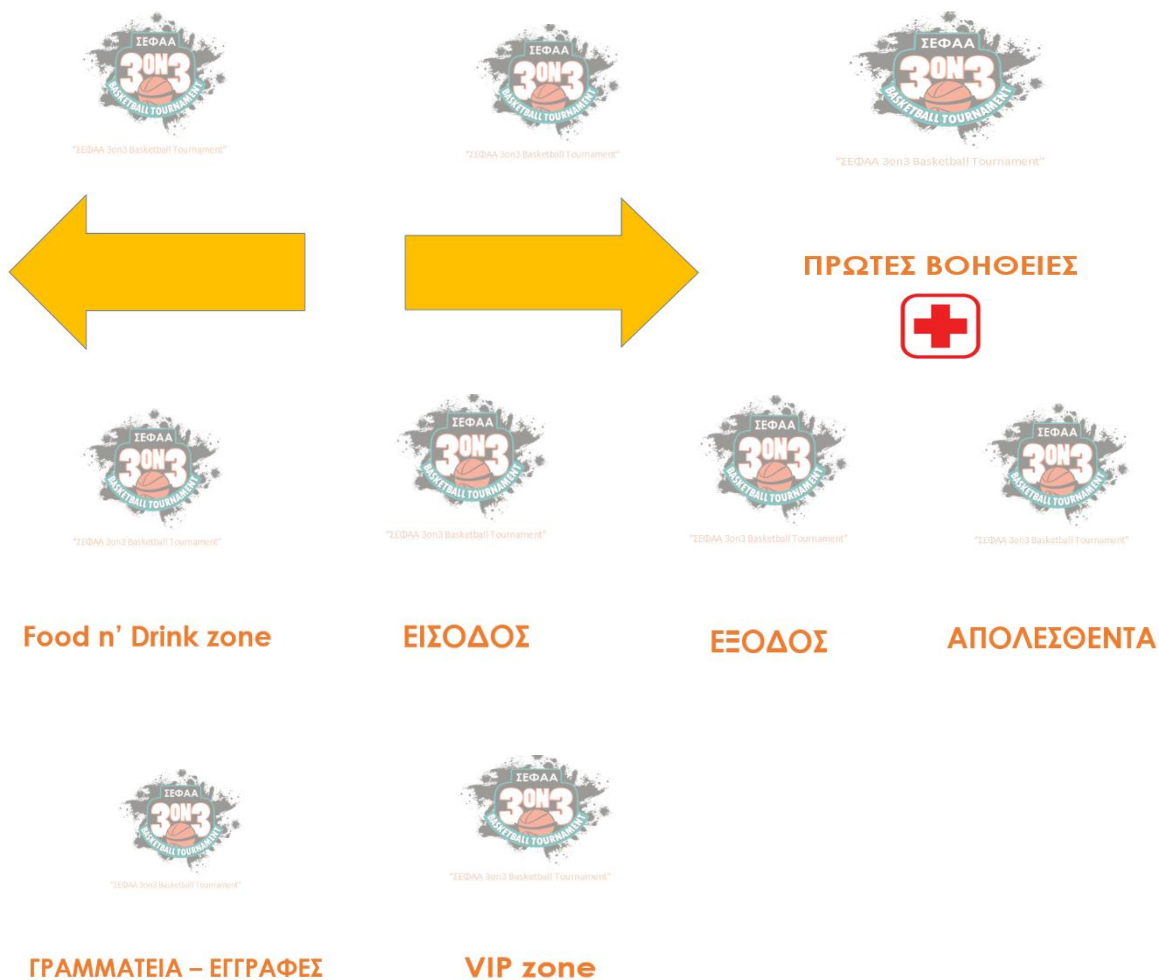 ΣΕΦΑΑ
3ON3
BASKETBALL TOURNAMENT
"ΣΕΦΑΑ 3on3 Basketball Tournament"
ΣΕΦΑΑ
3ON3
BASKETBALL TOURNAMENT
"ΣΕΦΑΑ 3on3 Basketball Tournament"
ΣΕΦΑΑ
3ON3
BASKETBALL TOURNAMENT
"ΣΕΦΑΑ 3on3 Basketball Tournament"
ΠΡΩΤΕΣ ΒΟΗΘΕΙΕΣ
ΣΕΦΑΑ
3ON3
BASKETBALL TOURNAMENT
"ΣΕΦΑΑ 3on3 Basketball Tournament"
Food n’ Drink zone
ΣΕΦΑΑ
3ON3
BASKETBALL TOURNAMENT
"ΣΕΦΑΑ 3on3 Basketball Tournament"
ΕΙΣΟΔΟΣ
ΣΕΦΑΑ
3ON3
BASKETBALL TOURNAMENT
"ΣΕΦΑΑ 3on3 Basketball Tournament"
ΕΞΟΔΟΣ
ΣΕΦΑΑ
3ON3
BASKETBALL TOURNAMENT
"ΣΕΦΑΑ 3on3 Basketball Tournament"
ΑΠΟΛΕΣΘΕΝΤΑ
ΣΕΦΑΑ
3ON3
BASKETBALL TOURNAMENT
"ΣΕΦΑΑ 3on3 Basketball Tournament"
ΓΡΑΜΜΑΤΕΙΑ – ΕΓΓΡΑΦΕΣ
ΣΕΦΑΑ
3ON3
BASKETBALL TOURNAMENT
"ΣΕΦΑΑ 3on3 Basketball Tournament"
VIP zone